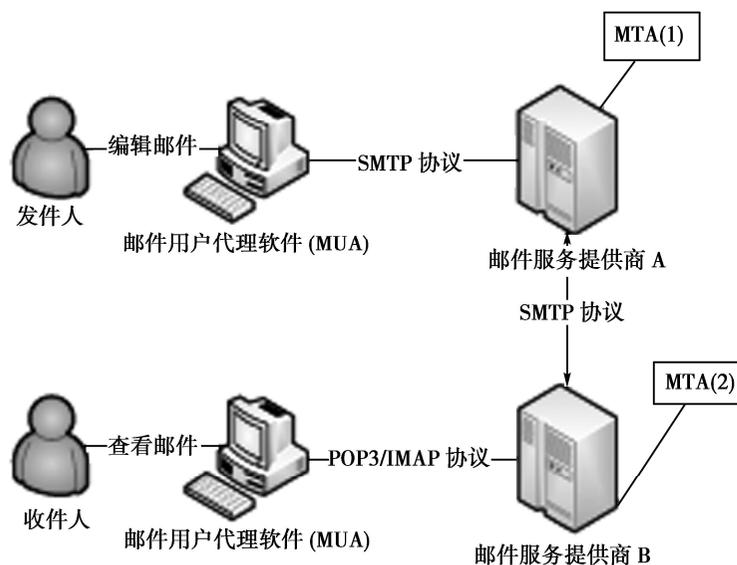 MTA(1)
编辑邮件
SMTP 协议
发件人
邮件用户代理软件 (MUA)
邮件服务提供商 A
SMTP 协议
MTA(2)
查看邮件
POP3/IMAP 协议
收件人
邮件用户代理软件 (MUA)
邮件服务提供商 B